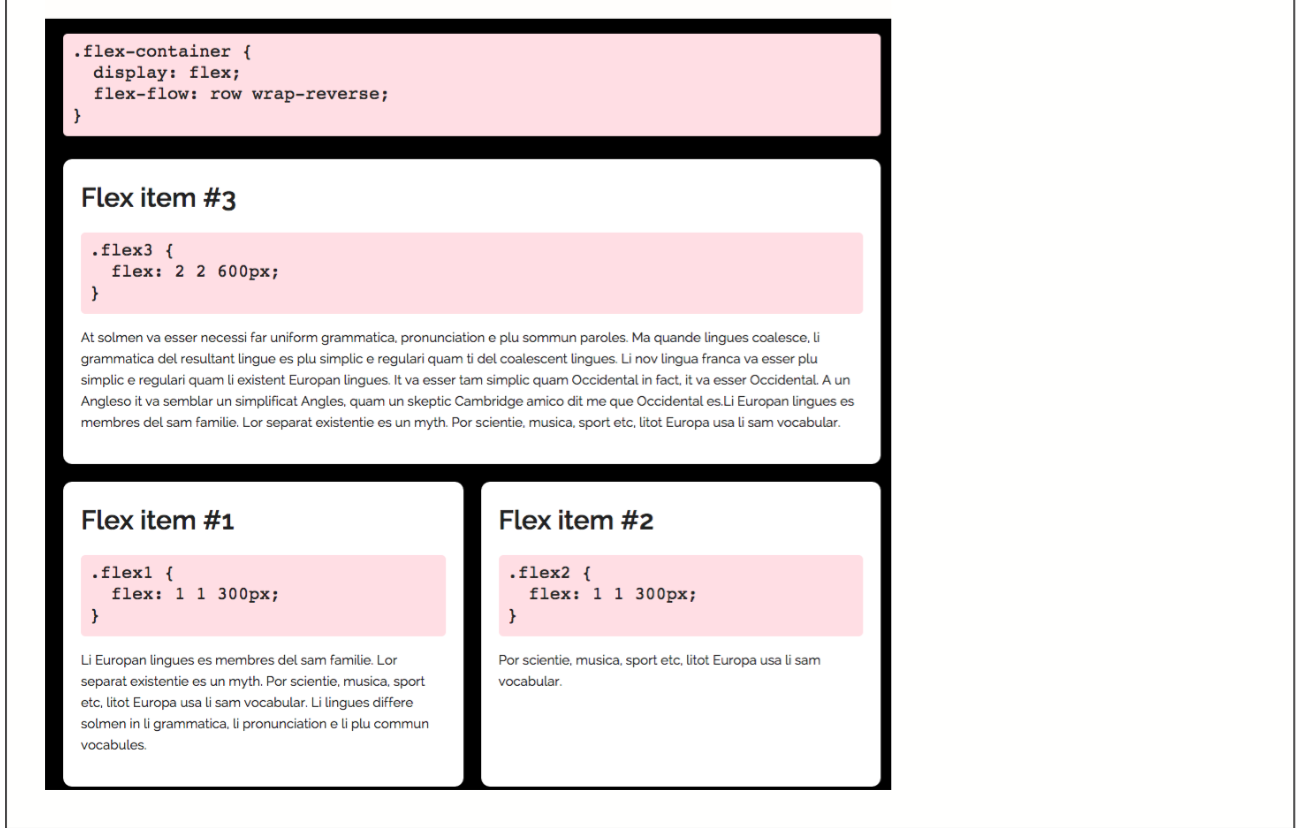 .flex-container {
  display: flex;
  flex-flow: row wrap-reverse;
}
Flex item #3
.flex3 {
  flex: 2 2 600px;
}
At solmen va esser necessi far uniform grammatica, pronunciation e plu sommun paroles. Ma quande lingues coalesce, li
grammatica del resultant lingue es plu simplic e regulari quam ti del coalescent lingues. Li nov lingua franca va esser plu
simplic e regulari quam li existent Europan lingues. It va esser tam simplic quam Occidental in fact, it va esser Occidental. A un
Angleso it va semblar un simplificat Angles, quam un skeptic Cambridge amico dit me que Occidental es.Li Europan lingues es
membres del sam familie. Lor separat existentie es un myth. Por scientie, musica, sport etc, litot Europa usa li sam vocabular.
Flex item #1
.flex1 {
  flex: 1 1 300px;
}
Li Europan lingues es membres del sam familie. Lor
separat existentie es un myth. Por scientie, musica, sport
etc, litot Europa usa li sam vocabular. Li lingues differe
solmen in li grammatica, li pronunciation e li plu commun
vocabules.
Flex item #2
.flex2 {
  flex: 1 1 300px;
}
Por scientie, musica, sport etc, litot Europa usa li sam
vocabular.